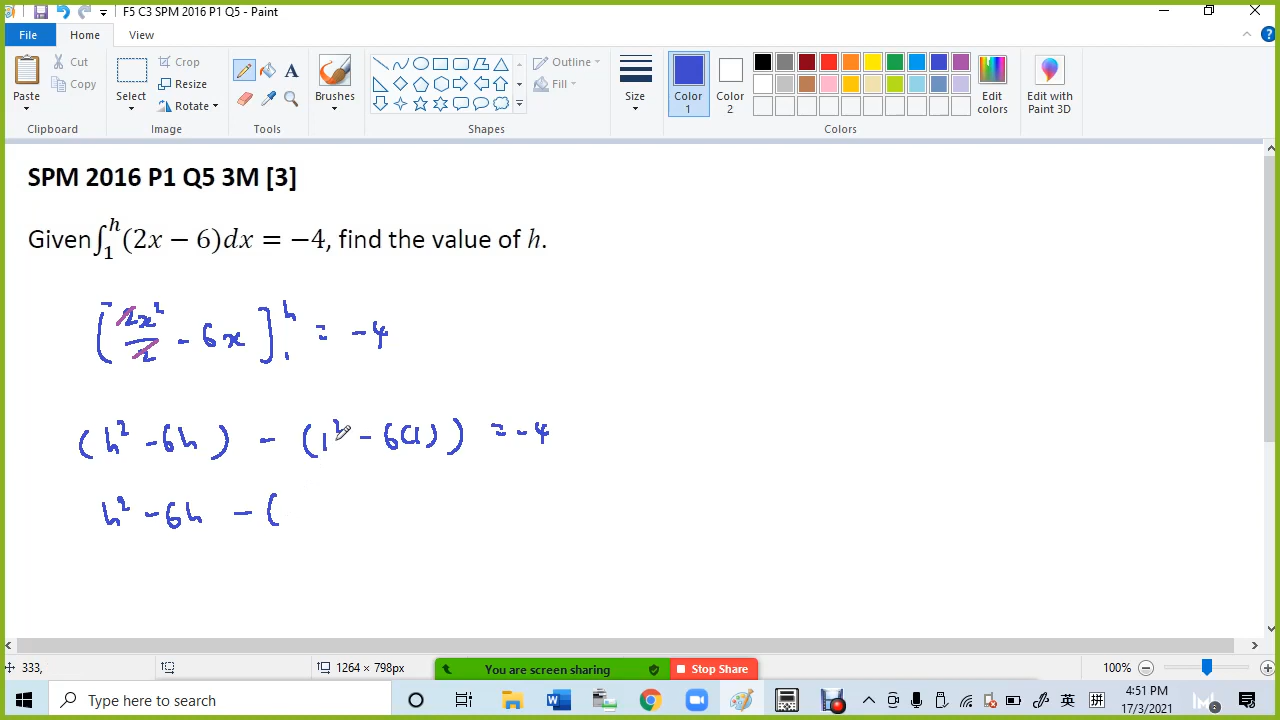 F5 C3 SPM 2016 P1 Q5 - Paint
File Home View
Paste Cut Copy Clipboard
Select Crop Resize Rotate Image
Tools
Brushes
Outline Fill Shapes
Size
Color 1 Color 2 Edit colors Colors
Edit with Paint 3D
SPM 2016 P1 Q5 3M [3]
Given ∫₁ʰ(2x − 6)dx = −4, find the value of h.
[2x²/2 - 6x]₁ʰ = -4
(h² - 6h) - (1² - 6(1)) = -4
h² - 6h - (
333,
1264 × 798px
You are screen sharing
Stop Share
100%
Type here to search
英
拼
4:51 PM
17/3/2021
2